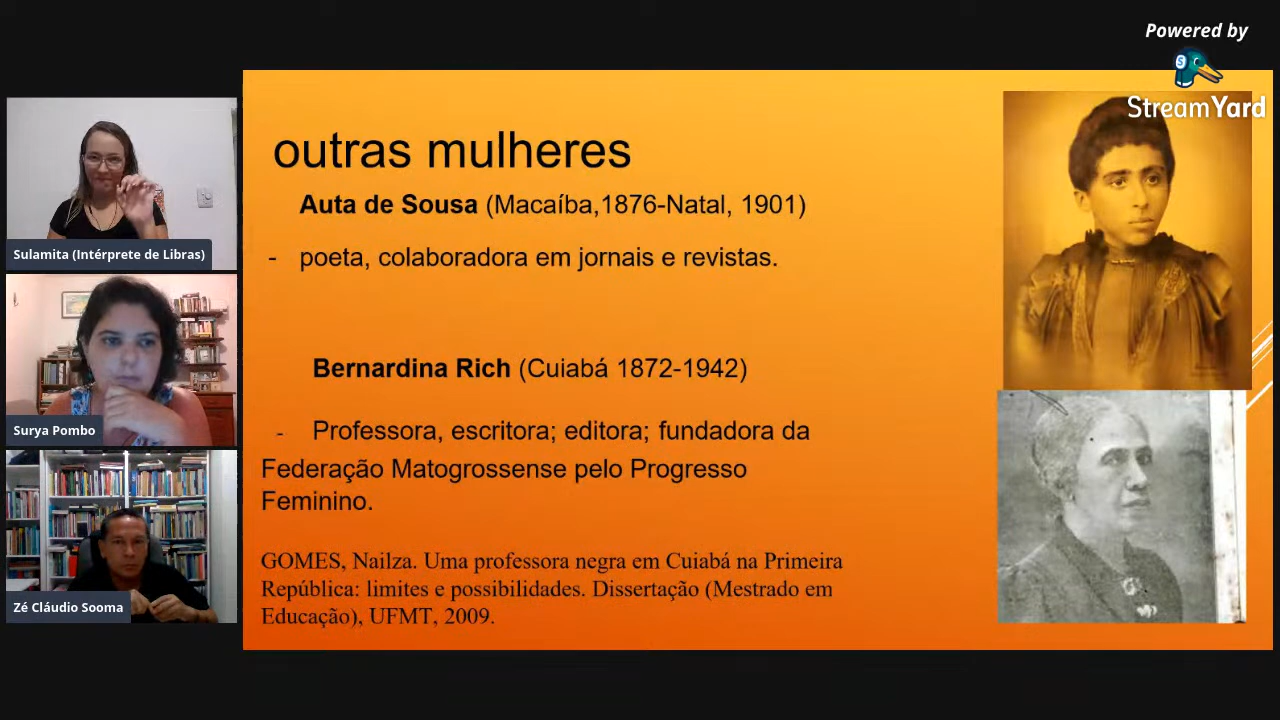 Powered by
StreamYard
outras mulheres
Auta de Sousa (Macaíba,1876-Natal, 1901)
- poeta, colaboradora em jornais e revistas.
Bernardina Rich (Cuiabá 1872-1942)
- Professora, escritora; editora; fundadora da
Federação Matogrossense pelo Progresso
Feminino.
GOMES, Nailza. Uma professora negra em Cuiabá na Primeira
República: limites e possibilidades. Dissertação (Mestrado em
Educação), UFMT, 2009.
Sulamita (Intérprete de Libras)
Surya Pombo
Zé Cláudio Sooma